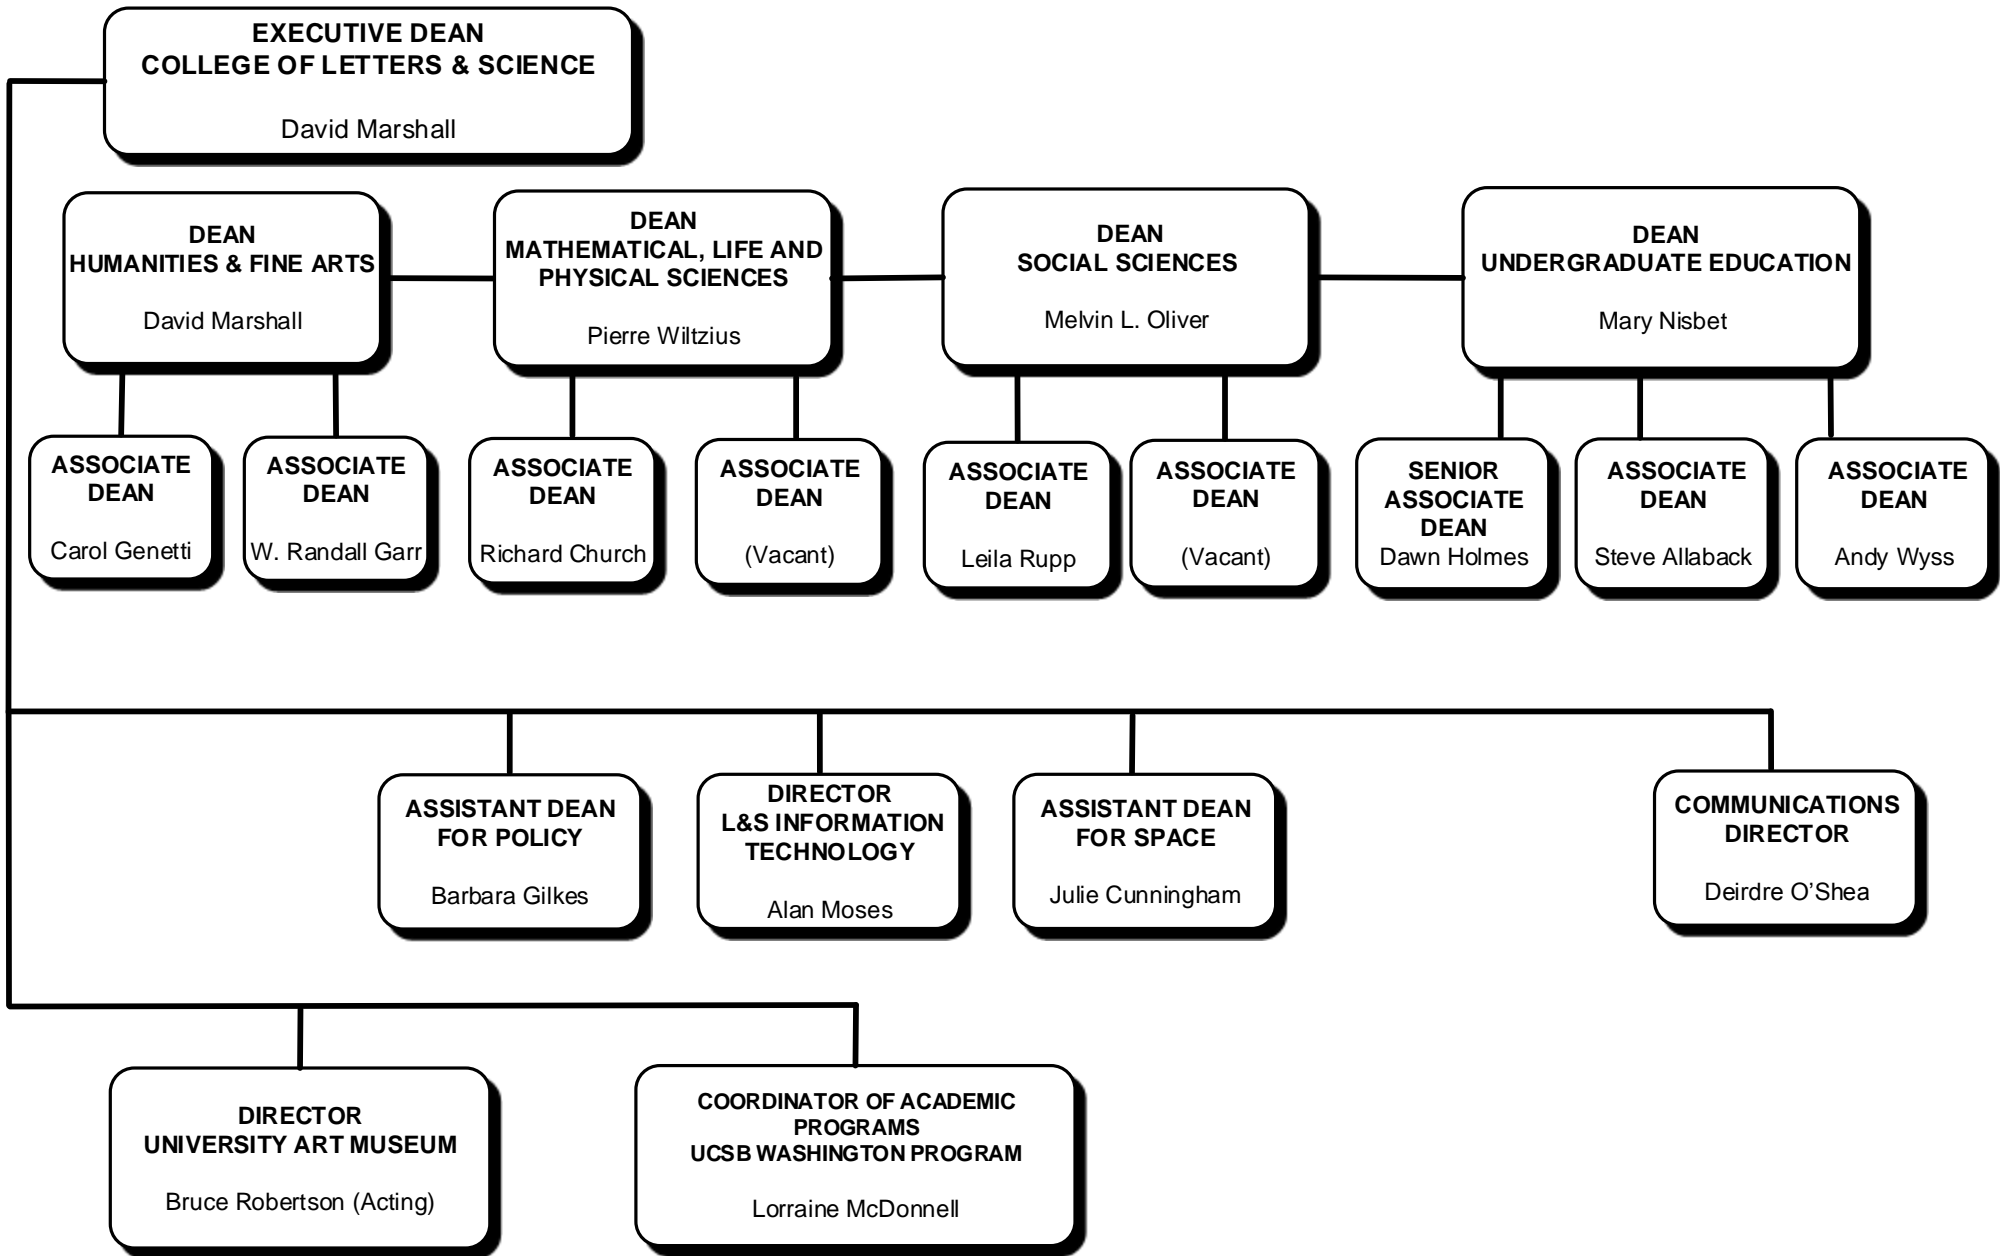 EXECUTIVE DEAN
COLLEGE OF LETTERS & SCIENCE
David Marshall
DEAN
HUMANITIES & FINE ARTS
David Marshall
DEAN
MATHEMATICAL, LIFE AND
PHYSICAL SCIENCES
Pierre Wiltzius
DEAN
SOCIAL SCIENCES
Melvin L. Oliver
DEAN
UNDERGRADUATE EDUCATION
Mary Nisbet
ASSOCIATE
DEAN
Carol Genetti
ASSOCIATE
DEAN
W. Randall Garr
ASSOCIATE
DEAN
Richard Church
ASSOCIATE
DEAN
(Vacant)
ASSOCIATE
DEAN
Leila Rupp
ASSOCIATE
DEAN
(Vacant)
SENIOR
ASSOCIATE
DEAN
Dawn Holmes
ASSOCIATE
DEAN
Steve Allaback
ASSOCIATE
DEAN
Andy Wyss
ASSISTANT DEAN
FOR POLICY
Barbara Gilkes
DIRECTOR
L&S INFORMATION
TECHNOLOGY
Alan Moses
ASSISTANT DEAN
FOR SPACE
Julie Cunningham
COMMUNICATIONS
DIRECTOR
Deirdre O’Shea
DIRECTOR
UNIVERSITY ART MUSEUM
Bruce Robertson (Acting)
COORDINATOR OF ACADEMIC
PROGRAMS
UCSB WASHINGTON PROGRAM
Lorraine McDonnell